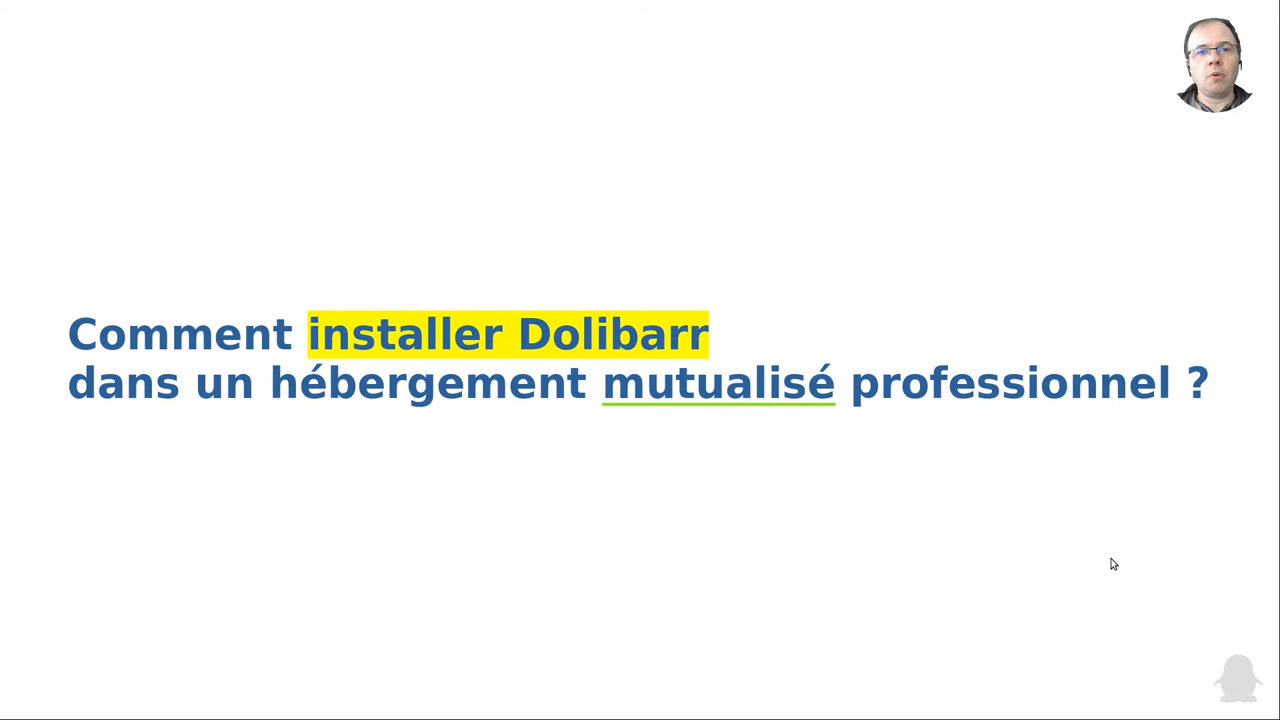 Comment installer Dolibarr
dans un hébergement mutualisé professionnel ?